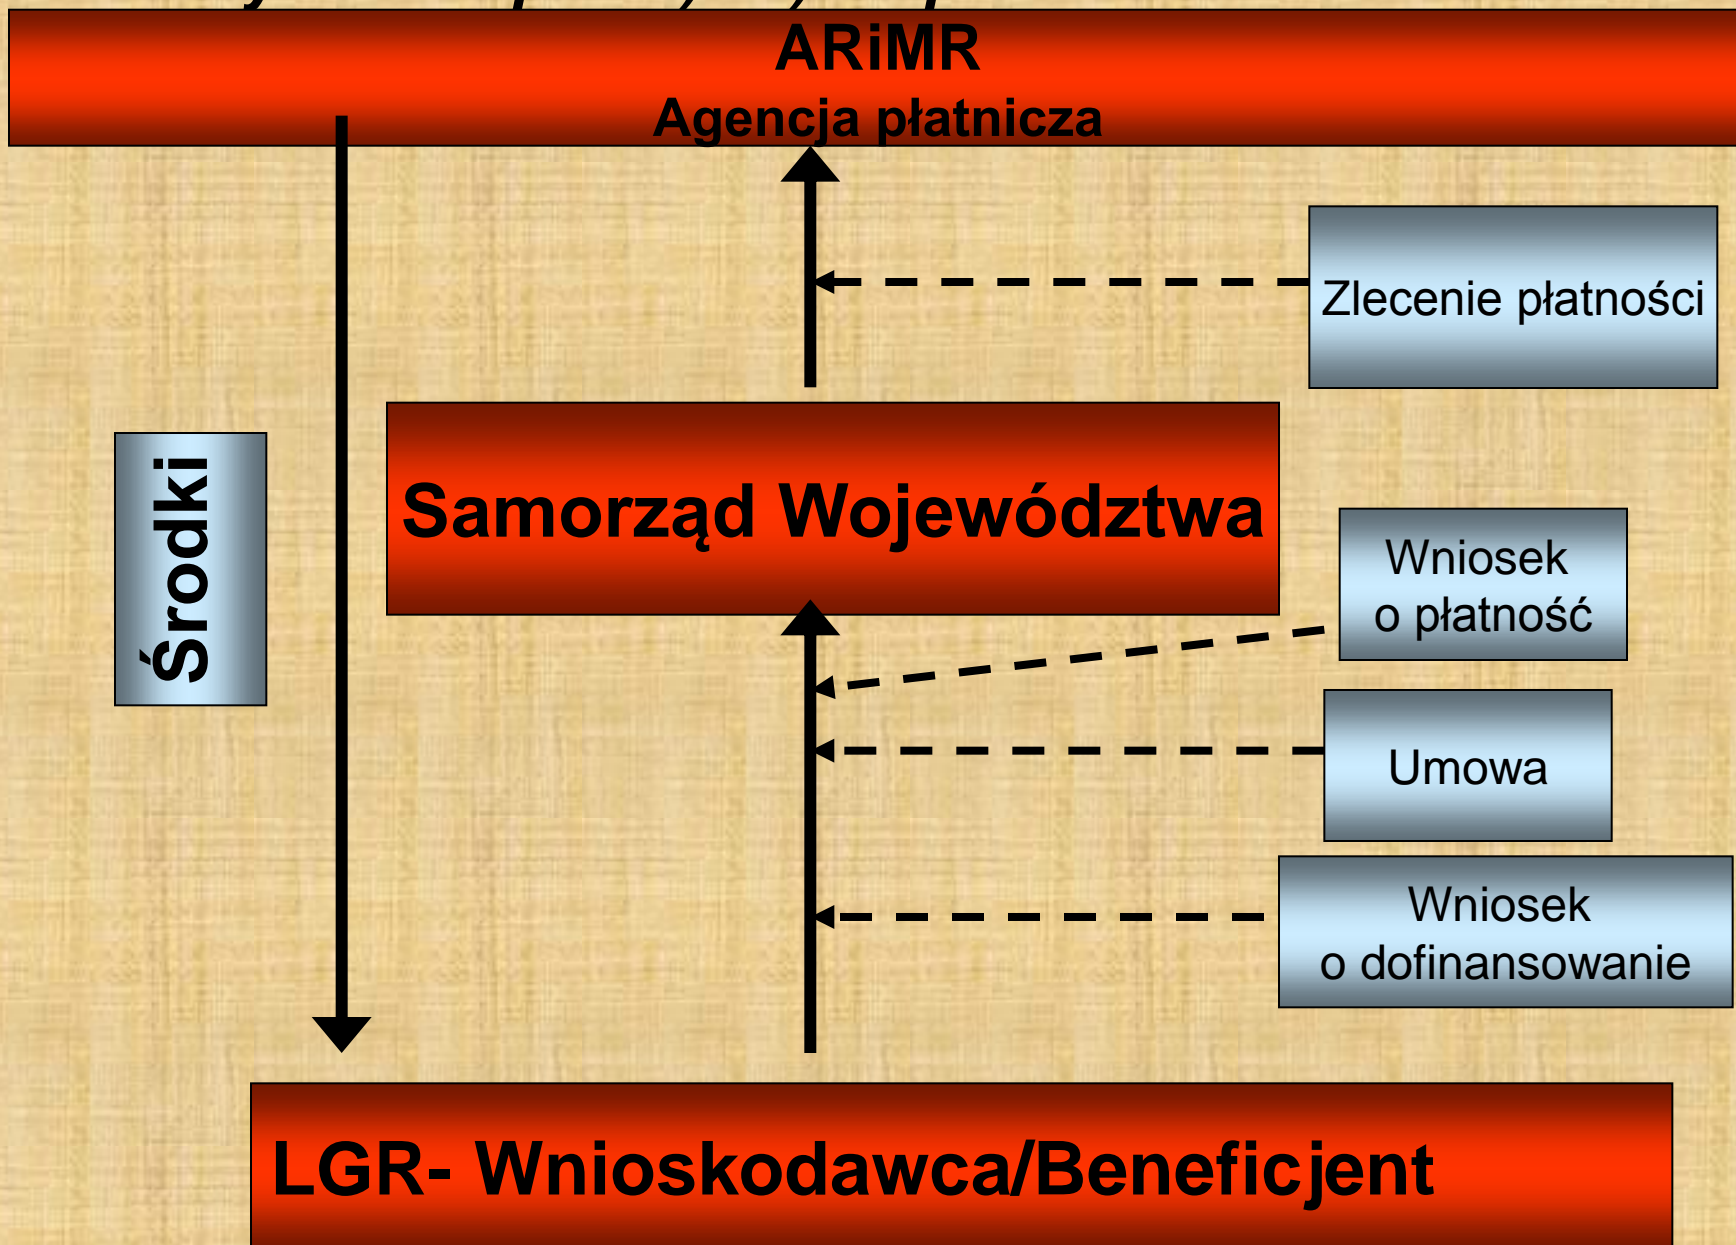 ARiMR
Agencja płatnicza
Zlecenie płatności
Środki
Samorząd Województwa
Wniosek
o płatność
Umowa
Wniosek
o dofinansowanie
LGR- Wnioskodawca/Beneficjent